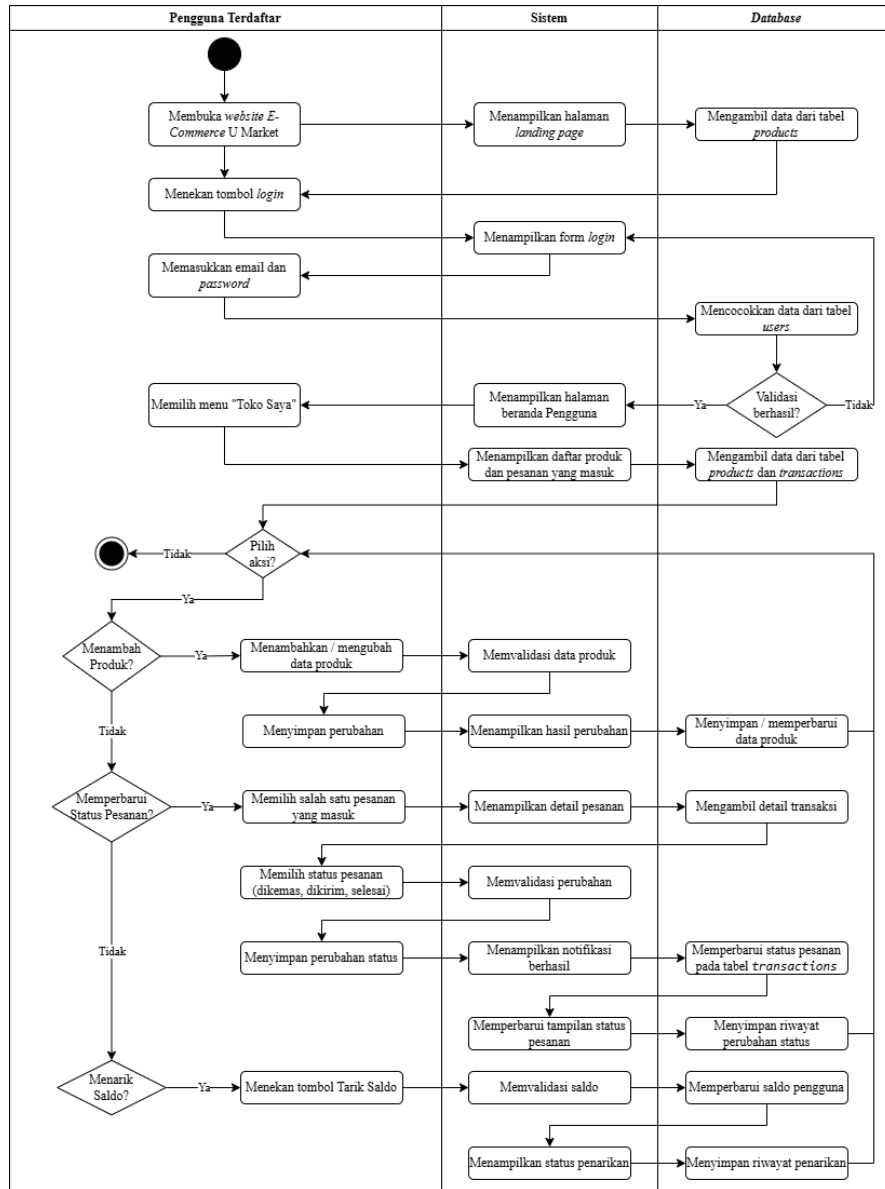 Pengguna Terdaftar
Sistem
Database
Membuka website E-
Commerce U Market
Menampilkan halaman
landing page
Mengambil data dari tabel
products
Menekan tombol login
Menampilkan form login
Memasukkan email dan
password
Mencocokkan data dari tabel
users
Memilih menu "Toko Saya"
Menampilkan halaman
beranda Pengguna
Ya
Validasi
berhasil?
Tidak
Menampilkan daftar produk
dan pesanan yang masuk
Mengambil data dari tabel
products dan transactions
Tidak
Pilih
aksi?
Ya
Menambah
Produk?
Ya
Menambahkan / mengubah
data produk
Memvalidasi data produk
Tidak
Menyimpan perubahan
Menampilkan hasil perubahan
Menyimpan / memperbarui
data produk
Memperbarui
Status Pesanan?
Ya
Memilih salah satu pesanan
yang masuk
Menampilkan detail pesanan
Mengambil detail transaksi
Memilih status pesanan
(dikemas, dikirim, selesai)
Memvalidasi perubahan
Tidak
Menyimpan perubahan status
Menampilkan notifikasi
berhasil
Memperbarui status pesanan
pada tabel transactions
Memperbarui tampilan status
pesanan
Menyimpan riwayat
perubahan status
Menarik
Saldo?
Ya
Menekan tombol Tarik Saldo
Memvalidasi saldo
Memperbarui saldo pengguna
Menampilkan status penarikan
Menyimpan riwayat penarikan